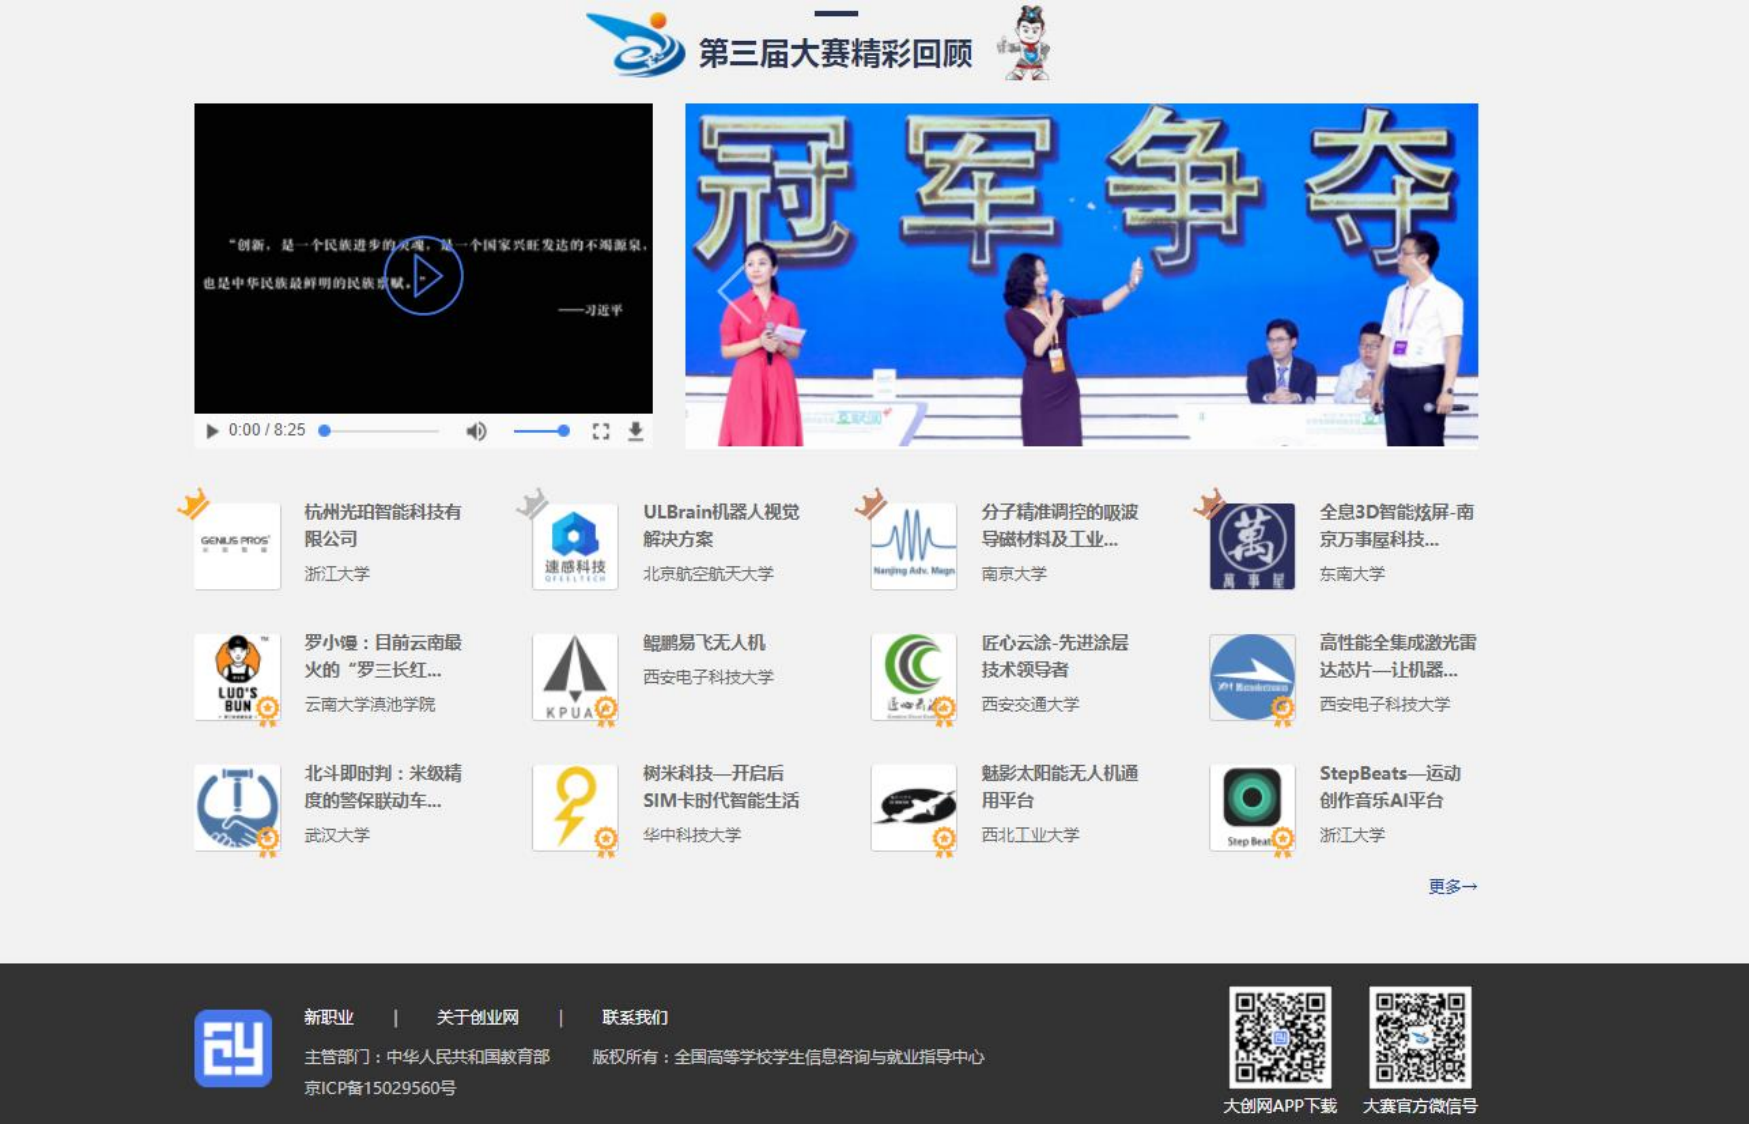 第三届大赛精彩回顾
“创新，是一个民族进步的灵魂，是一个国家兴旺发达的不竭源泉，
也是中华民族最鲜明的民族禀赋。”
——习近平
0:00 / 8:25
冠军争夺
GENIUS PROS
杭州光珀智能科技有
限公司
浙江大学
速感科技
QFEELTECH
ULBrain机器人视觉
解决方案
北京航空航天大学
Nanjing Adv. Magn
分子精准调控的吸波
导磁材料及工业...
南京大学
萬
萬事屋
全息3D智能炫屏-南
京万事屋科技...
东南大学
LUO'S
BUN
罗小馒：目前云南最
火的“罗三长红...
云南大学滇池学院
KPUA
鲲鹏易飞无人机
西安电子科技大学
匠心云涂-先进涂层
技术领导者
西安交通大学
高性能全集成激光雷
达芯片—让机器...
西安电子科技大学
北斗即时判：米级精
度的警保联动车...
武汉大学
树米科技—开启后
SIM卡时代智能生活
华中科技大学
魅影太阳能无人机通
用平台
西北工业大学
Step Beat
StepBeats—运动
创作音乐AI平台
浙江大学
更多→
新职业 | 关于创业网 | 联系我们
主管部门：中华人民共和国教育部 版权所有：全国高等学校学生信息咨询与就业指导中心
京ICP备15029560号
大创网APP下载 大赛官方微信号